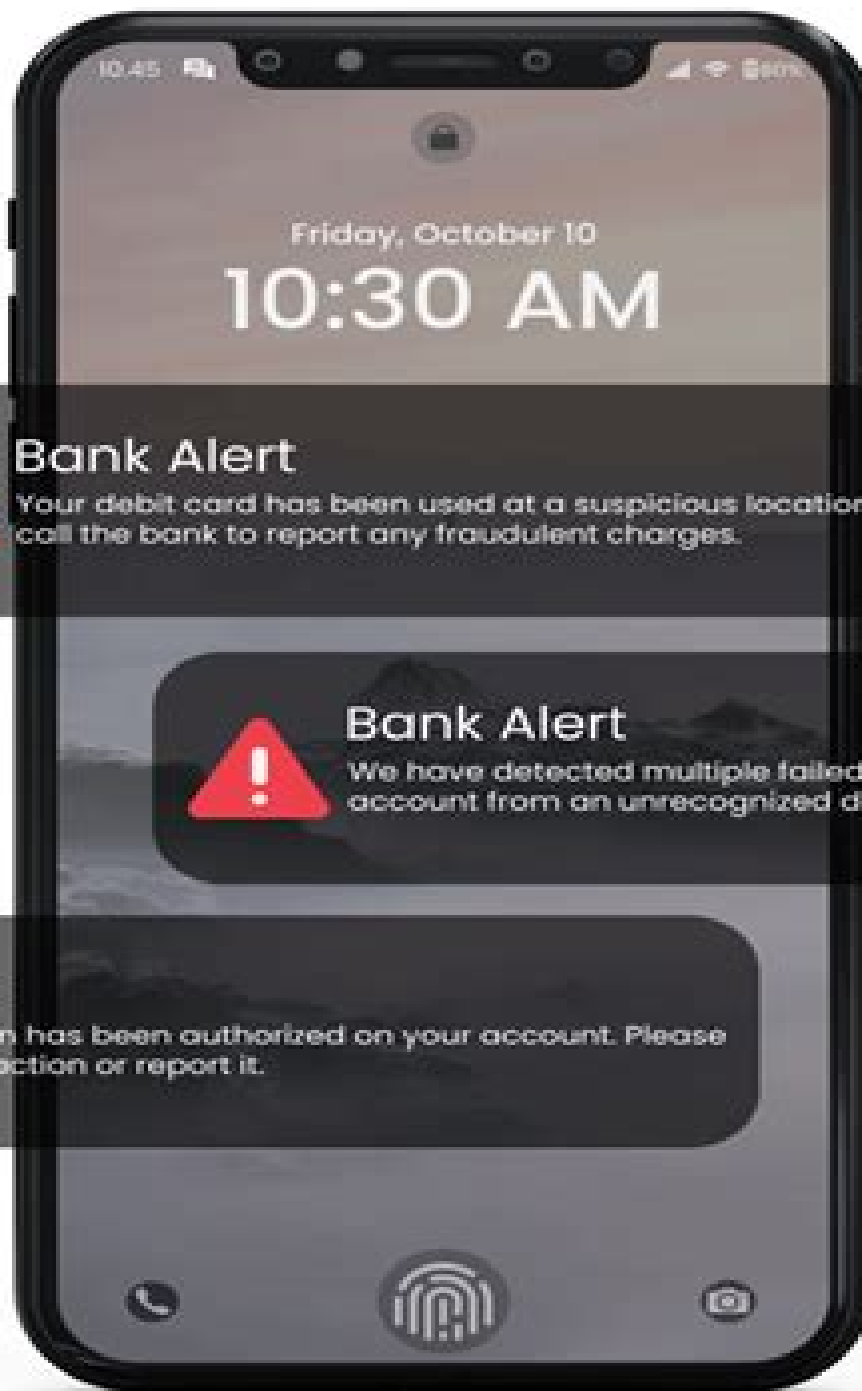 10.45
Friday, October 10
10:30 AM
Bank Alert
Your debit card has been used at a suspicious location
call the bank to report any fraudulent charges.
Bank Alert
We have detected multiple failed
account from an unrecognized d
n has been authorized on your account. Please
action or report it.